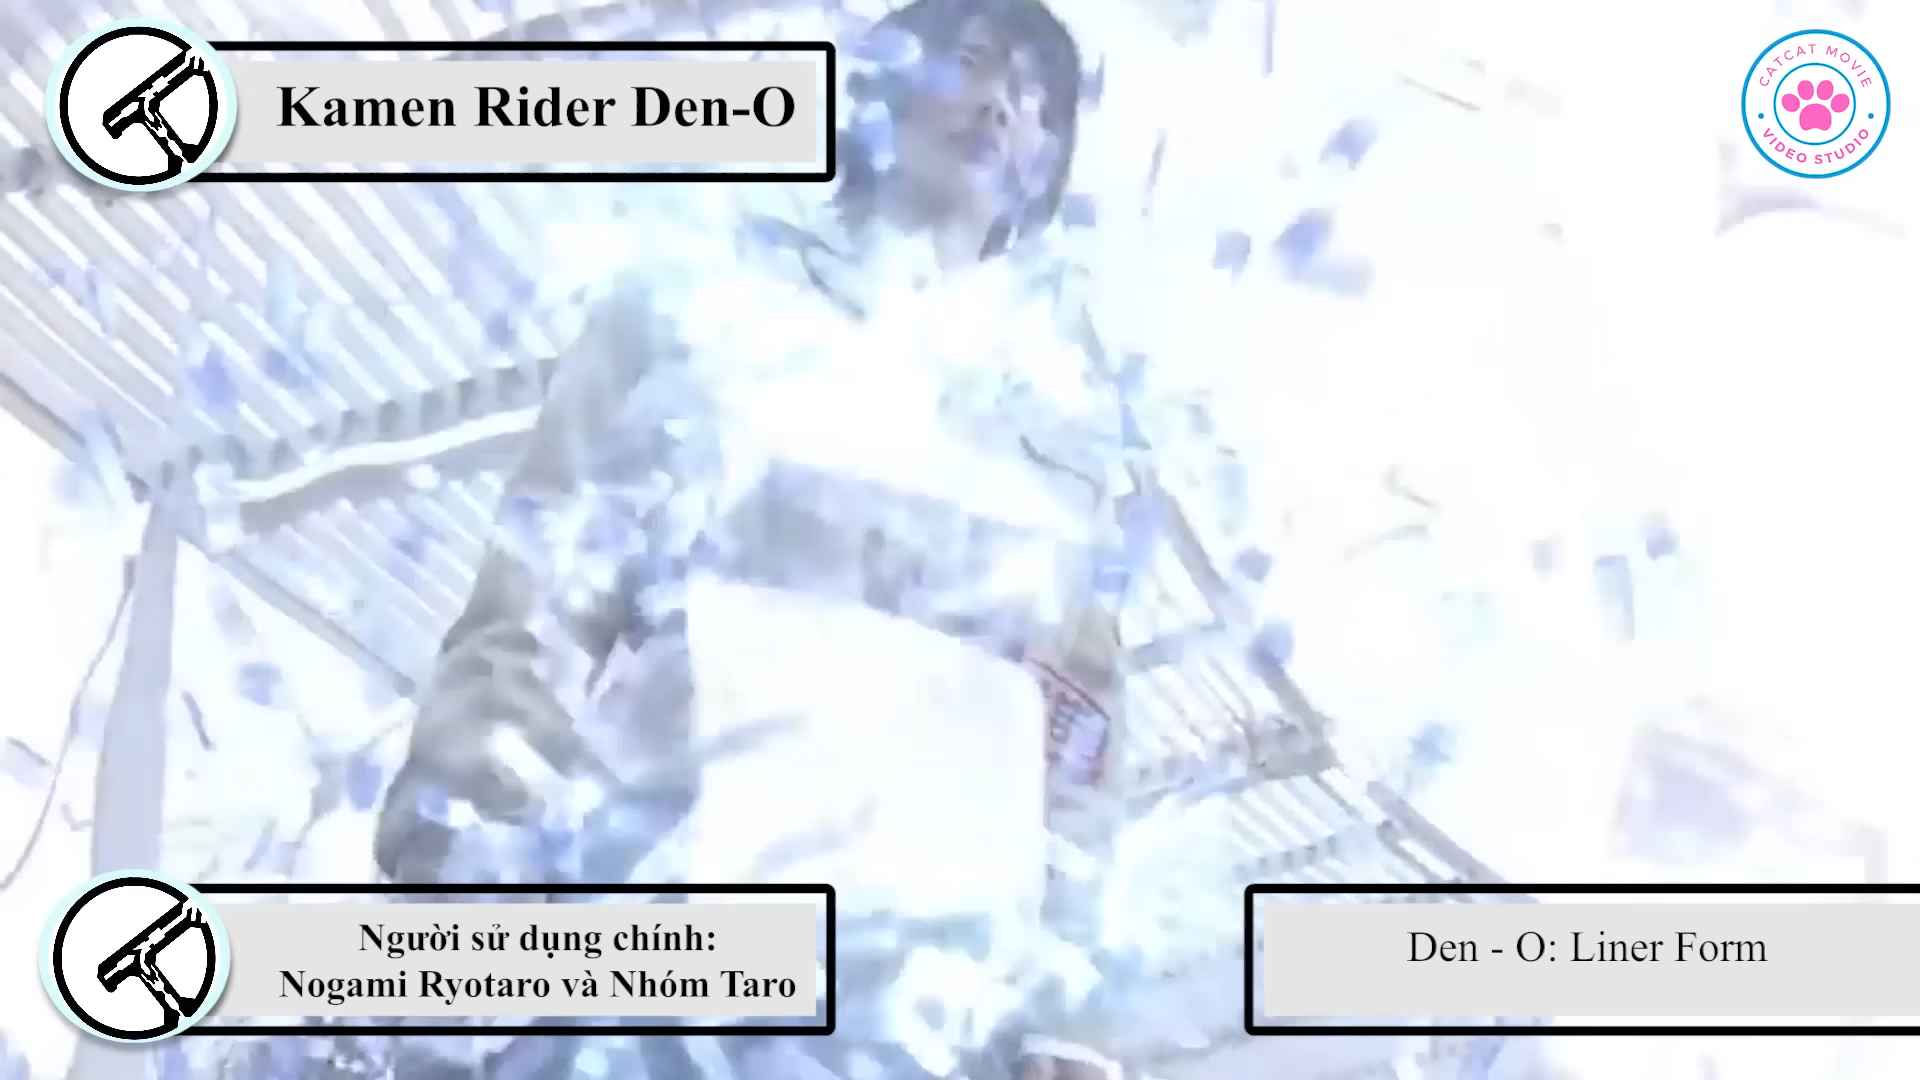 Kamen Rider Den-O
CATCAT MOVIE
VIDEO STUDIO
Người sử dụng chính:
Nogami Ryotaro và Nhóm Taro
Den - O: Liner Form